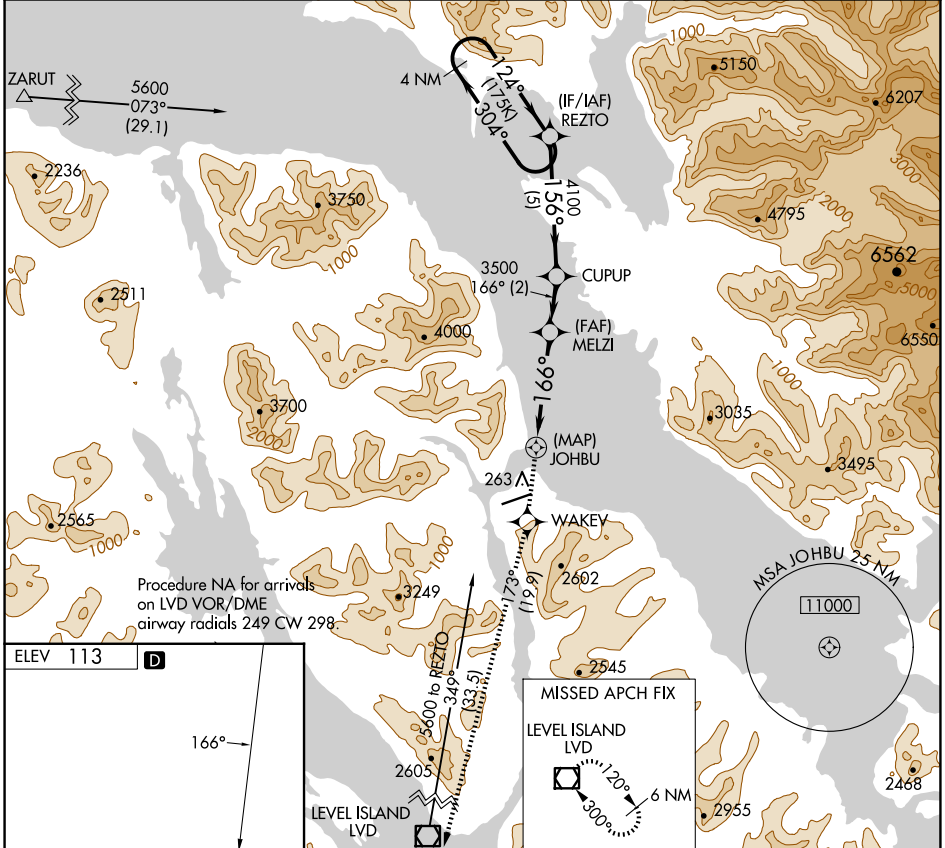 1000
5150
6207
ZARUT
5600
073°
(29.1)
4 NM
124°
(175K)
304°
(IF/IAF)
REZTO
3000
2236
3750
1000
4100
156°
(5)
2000
4795
6562
5000
6550
2511
3500
166° (2)
CUPUP
(FAF)
MELZI
4000
166°
1000
3700
2000
3035
3495
(MAP)
JOHBU
263
WAKEV
2565
1000
1000
2602
3249
173°
(19.9)
MSA JOHBU 25 NM
11000
Procedure NA for arrivals
on LVD VOR/DME
airway radials 249 CW 298.
ELEV 113
D
166°
5600 to REZTO
349°
(33.5)
2605
LEVEL ISLAND
LVD
2545
MISSED APCH FIX
LEVEL ISLAND
LVD
120°
300°
6 NM
2955
2468